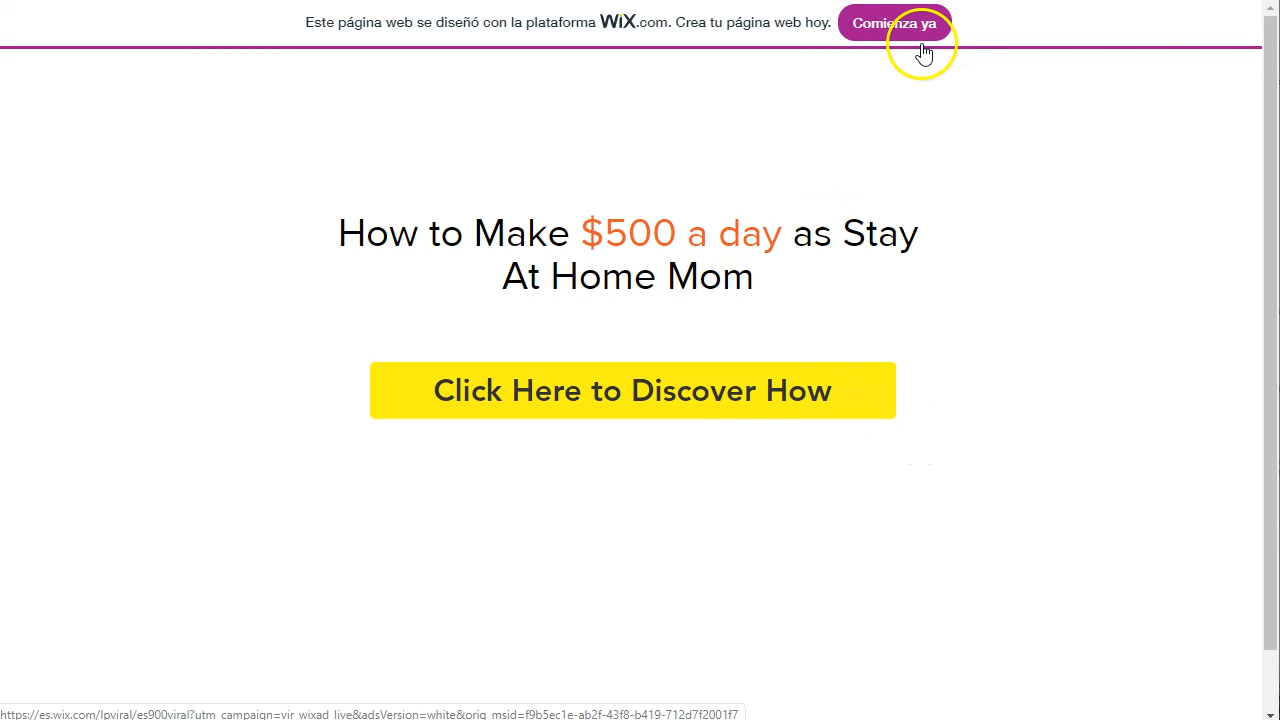 Este página web se diseñó con la plataforma WiX.com. Crea tu página web hoy. Comienza ya
How to Make $500 a day as Stay
At Home Mom
Click Here to Discover How
https://es.wix.com/lpviral/es900viral?utm_campaign=vir_wixad_live&adsVersion=white&orig_msid=f9b5ec1e-ab2f-43f8-b419-712d7f2001f7